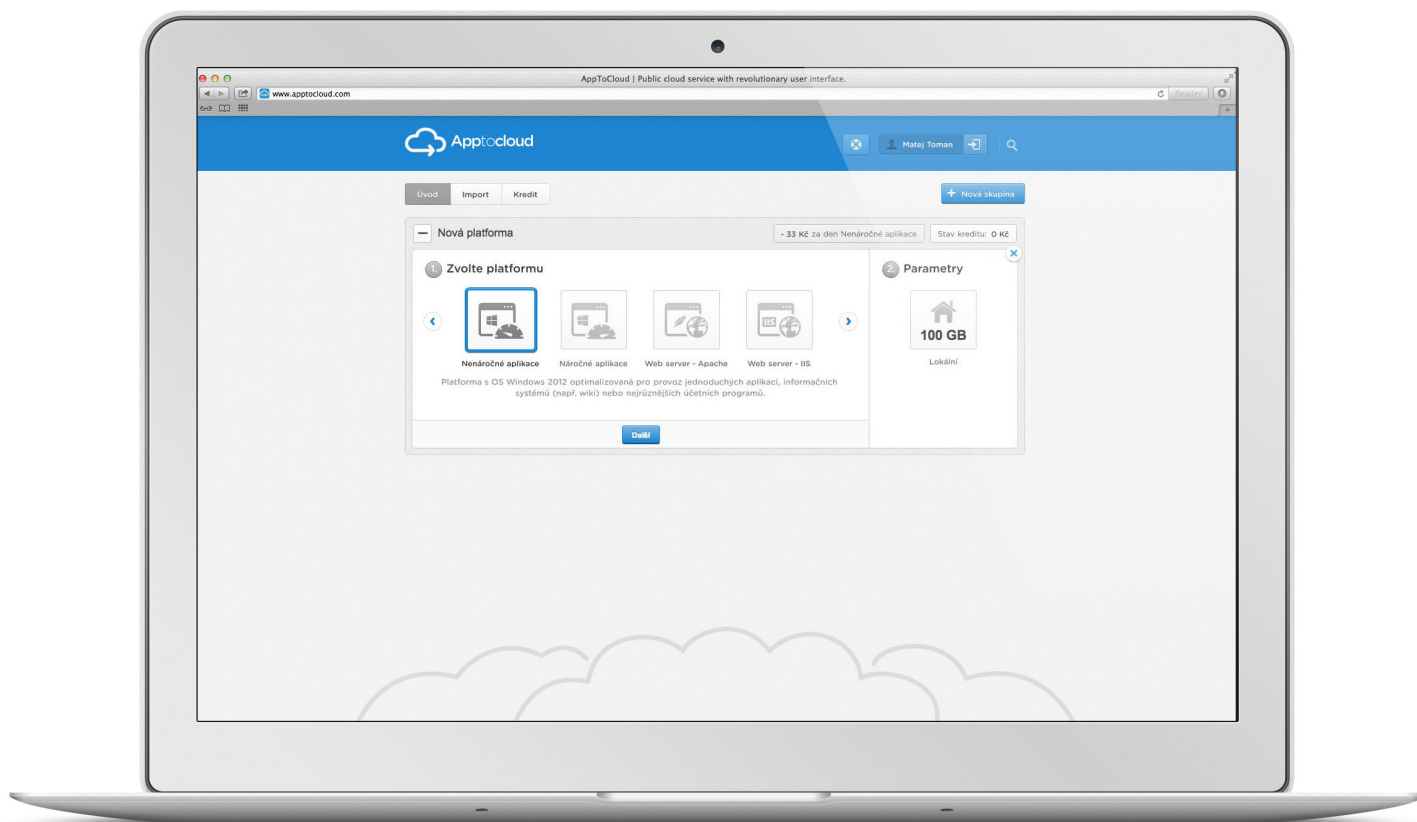 AppToCloud | Public cloud service with revolutionary user interface.
www.apptocloud.com
Reader
Apptocloud
Matej Toman
Úvod
Import
Kredit
+ Nová skupina
Nová platforma
- 33 Kč za den Nenáročné aplikace
Stav kreditu: 0 Kč
1. Zvolte platformu
2. Parametry
IIS
100 GB
Nenáročné aplikace
Náročné aplikace
Web server - Apache
Web server - IIS
Lokální
Platforma s OS Windows 2012 optimalizovaná pro provoz jednoduchých aplikací, informačních
systémů (např. wiki) nebo nejrůznějších účetních programů.
Další